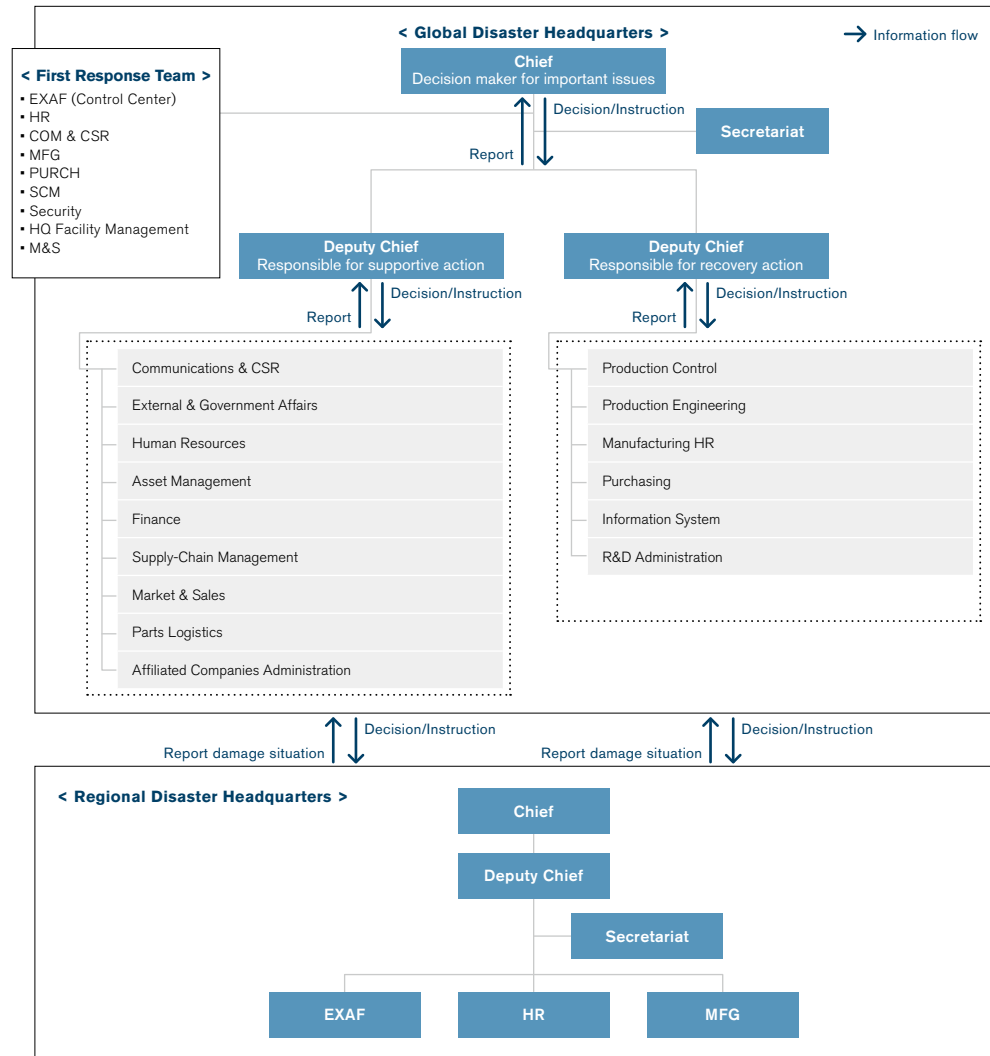 < Global Disaster Headquarters >
Information flow
Chief
Decision maker for important issues
< First Response Team >
▪ EXAF (Control Center)
▪ HR
▪ COM & CSR
▪ MFG
▪ PURCH
▪ SCM
▪ Security
▪ HQ Facility Management
▪ M&S
Decision/Instruction
Report
Secretariat
Deputy Chief
Responsible for supportive action
Deputy Chief
Responsible for recovery action
Decision/Instruction
Report
Decision/Instruction
Report
Communications & CSR
External & Government Affairs
Human Resources
Asset Management
Finance
Supply-Chain Management
Market & Sales
Parts Logistics
Affiliated Companies Administration
Production Control
Production Engineering
Manufacturing HR
Purchasing
Information System
R&D Administration
Decision/Instruction
Report damage situation
Decision/Instruction
Report damage situation
< Regional Disaster Headquarters >
Chief
Deputy Chief
Secretariat
EXAF
HR
MFG